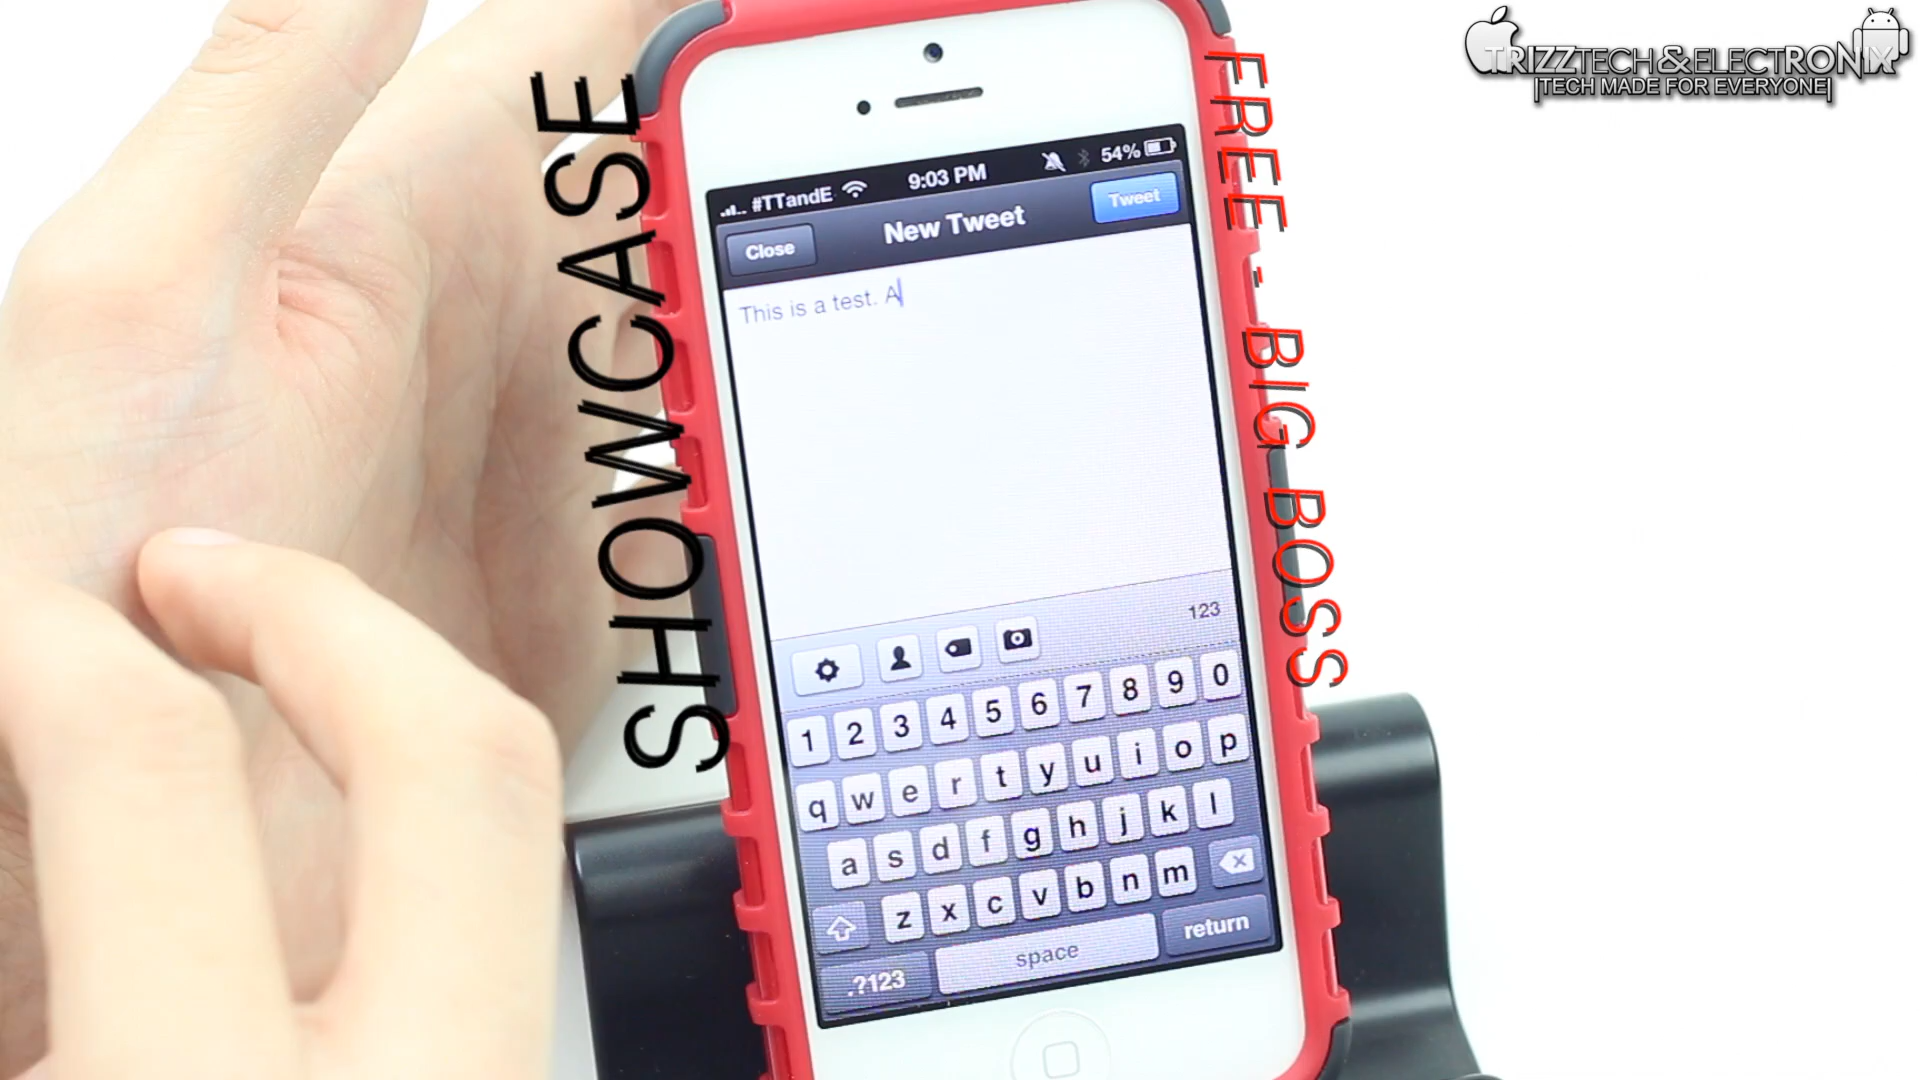 TRIZZTECH&ELECTRONIX
|TECH MADE FOR EVERYONE|
SHOWCASE
FREE - BIG BOSS
#TTandE 9:03 PM 54%
Close New Tweet Tweet
This is a test. A
123
1 2 3 4 5 6 7 8 9 0
q w e r t y u i o p
a s d f g h j k l
z x c v b n m
.?123 space return